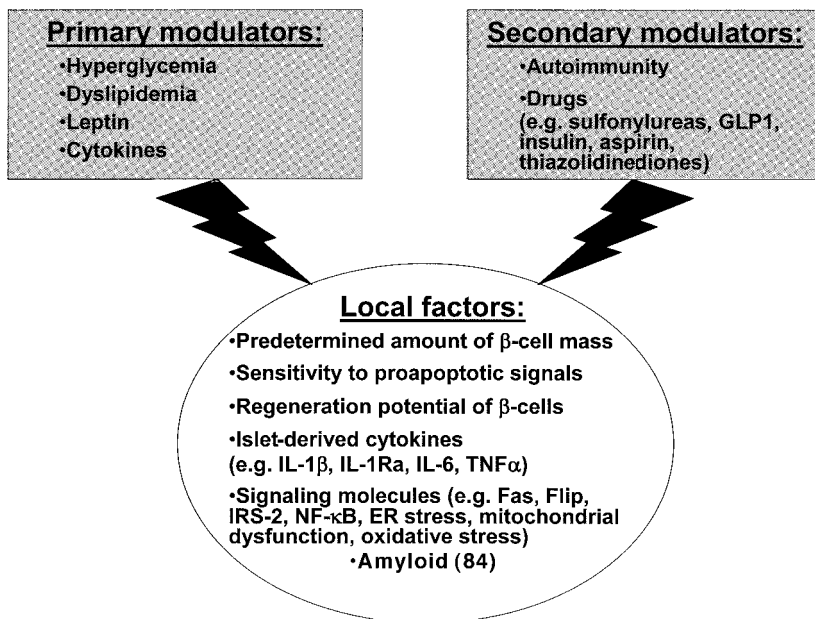 Primary modulators:
•Hyperglycemia
•Dyslipidemia
•Leptin
•Cytokines
Secondary modulators:
•Autoimmunity
•Drugs
(e.g. sulfonylureas, GLP1,
insulin, aspirin,
thiazolidinediones)
Local factors:
•Predetermined amount of β-cell mass
•Sensitivity to proapoptotic signals
•Regeneration potential of β-cells
•Islet-derived cytokines
(e.g. IL-1β, IL-1Ra, IL-6, TNFα)
•Signaling molecules (e.g. Fas, Flip,
IRS-2, NF-κB, ER stress, mitochondrial
dysfunction, oxidative stress)
•Amyloid (84)